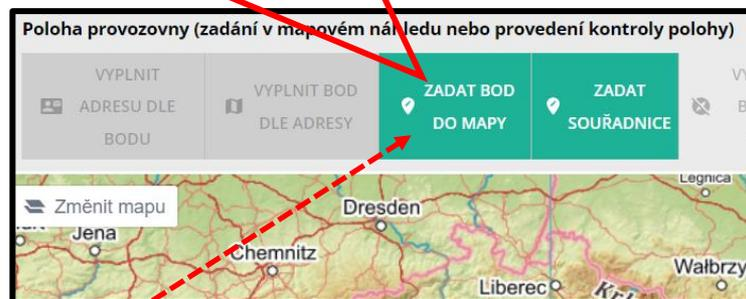 Poloha provozovny (zadání v mapovém náhledu nebo provedení kontroly polohy)
VYPLNIT
ADRESU DLE
BODU
VYPLNIT BOD
DLE ADRESY
ZADAT BOD
DO MAPY
ZADAT
SOUŘADNICE
Změnit mapu
Legnica
Jena
Dresden
Chemnitz
Liberec